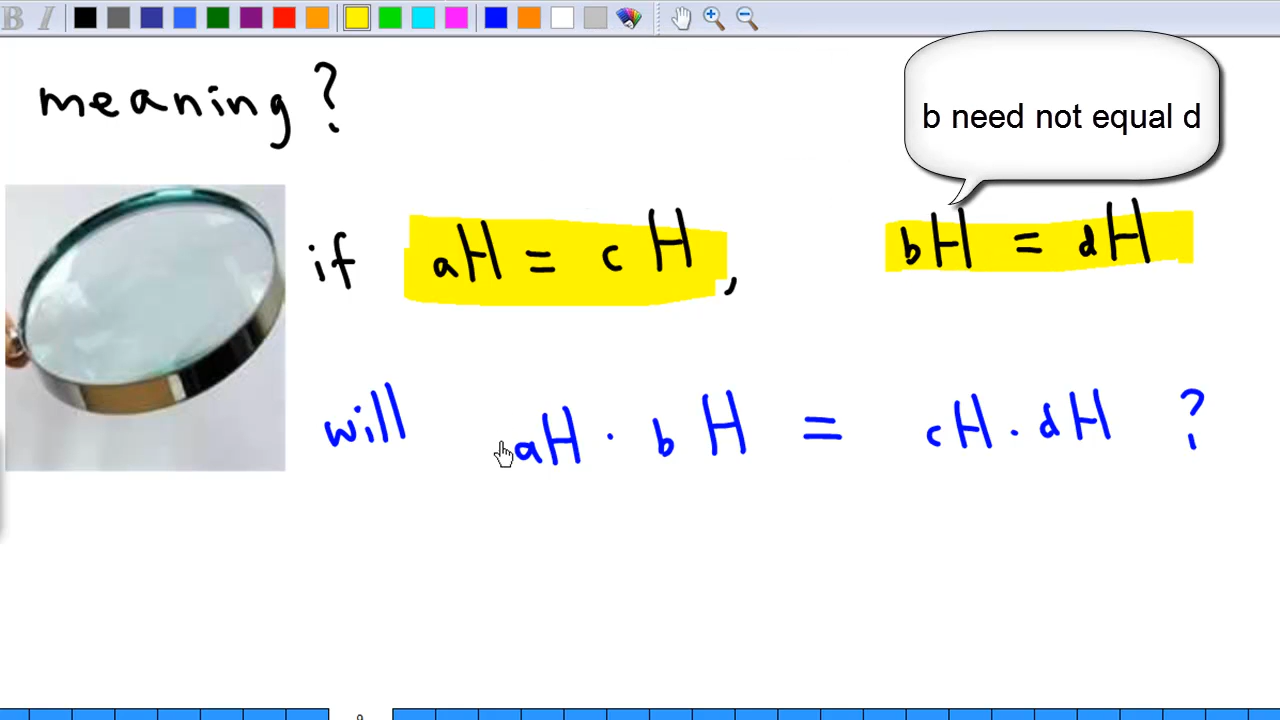 B I
meaning?
b need not equal d
if aH = cH, bH = dH
will aH · bH = cH · dH ?